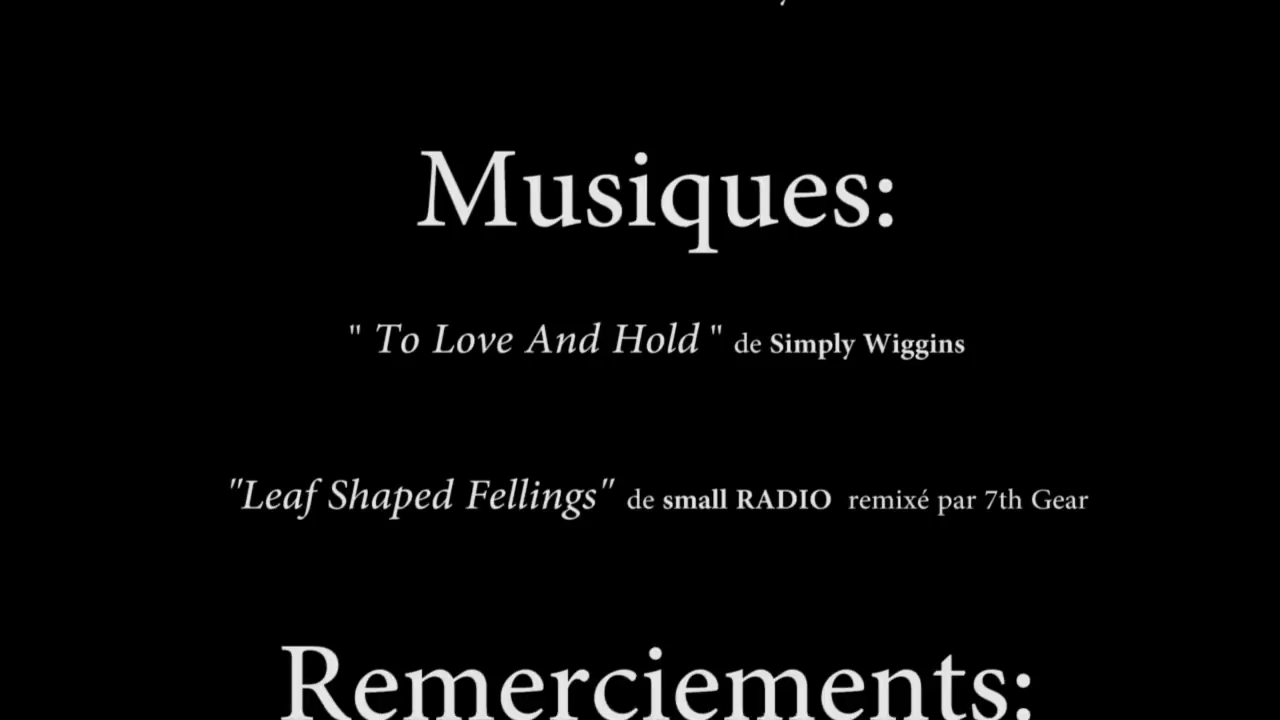 Musiques:
" To Love And Hold " de Simply Wiggins
"Leaf Shaped Fellings" de small RADIO remixé par 7th Gear
Remerciements: